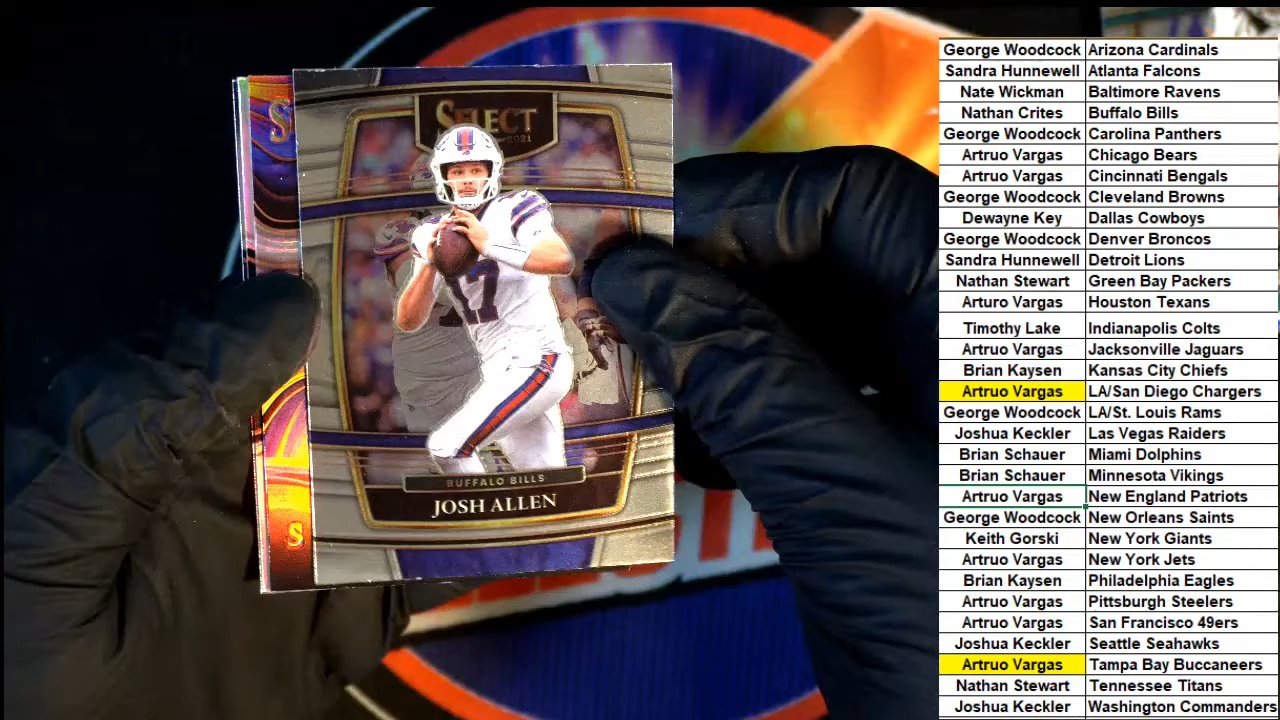 SELECT
2021
17
BUFFALO BILLS
JOSH ALLEN
S
S
George Woodcock Arizona Cardinals
Sandra Hunnewell Atlanta Falcons
Nate Wickman Baltimore Ravens
Nathan Crites Buffalo Bills
George Woodcock Carolina Panthers
Artruo Vargas Chicago Bears
Artruo Vargas Cincinnati Bengals
George Woodcock Cleveland Browns
Dewayne Key Dallas Cowboys
George Woodcock Denver Broncos
Sandra Hunnewell Detroit Lions
Nathan Stewart Green Bay Packers
Arturo Vargas Houston Texans
Timothy Lake Indianapolis Colts
Artruo Vargas Jacksonville Jaguars
Brian Kaysen Kansas City Chiefs
Artruo Vargas LA/San Diego Chargers
George Woodcock LA/St. Louis Rams
Joshua Keckler Las Vegas Raiders
Brian Schauer Miami Dolphins
Brian Schauer Minnesota Vikings
Artruo Vargas New England Patriots
George Woodcock New Orleans Saints
Keith Gorski New York Giants
Artruo Vargas New York Jets
Brian Kaysen Philadelphia Eagles
Artruo Vargas Pittsburgh Steelers
Artruo Vargas San Francisco 49ers
Joshua Keckler Seattle Seahawks
Artruo Vargas Tampa Bay Buccaneers
Nathan Stewart Tennessee Titans
Joshua Keckler Washington Commanders